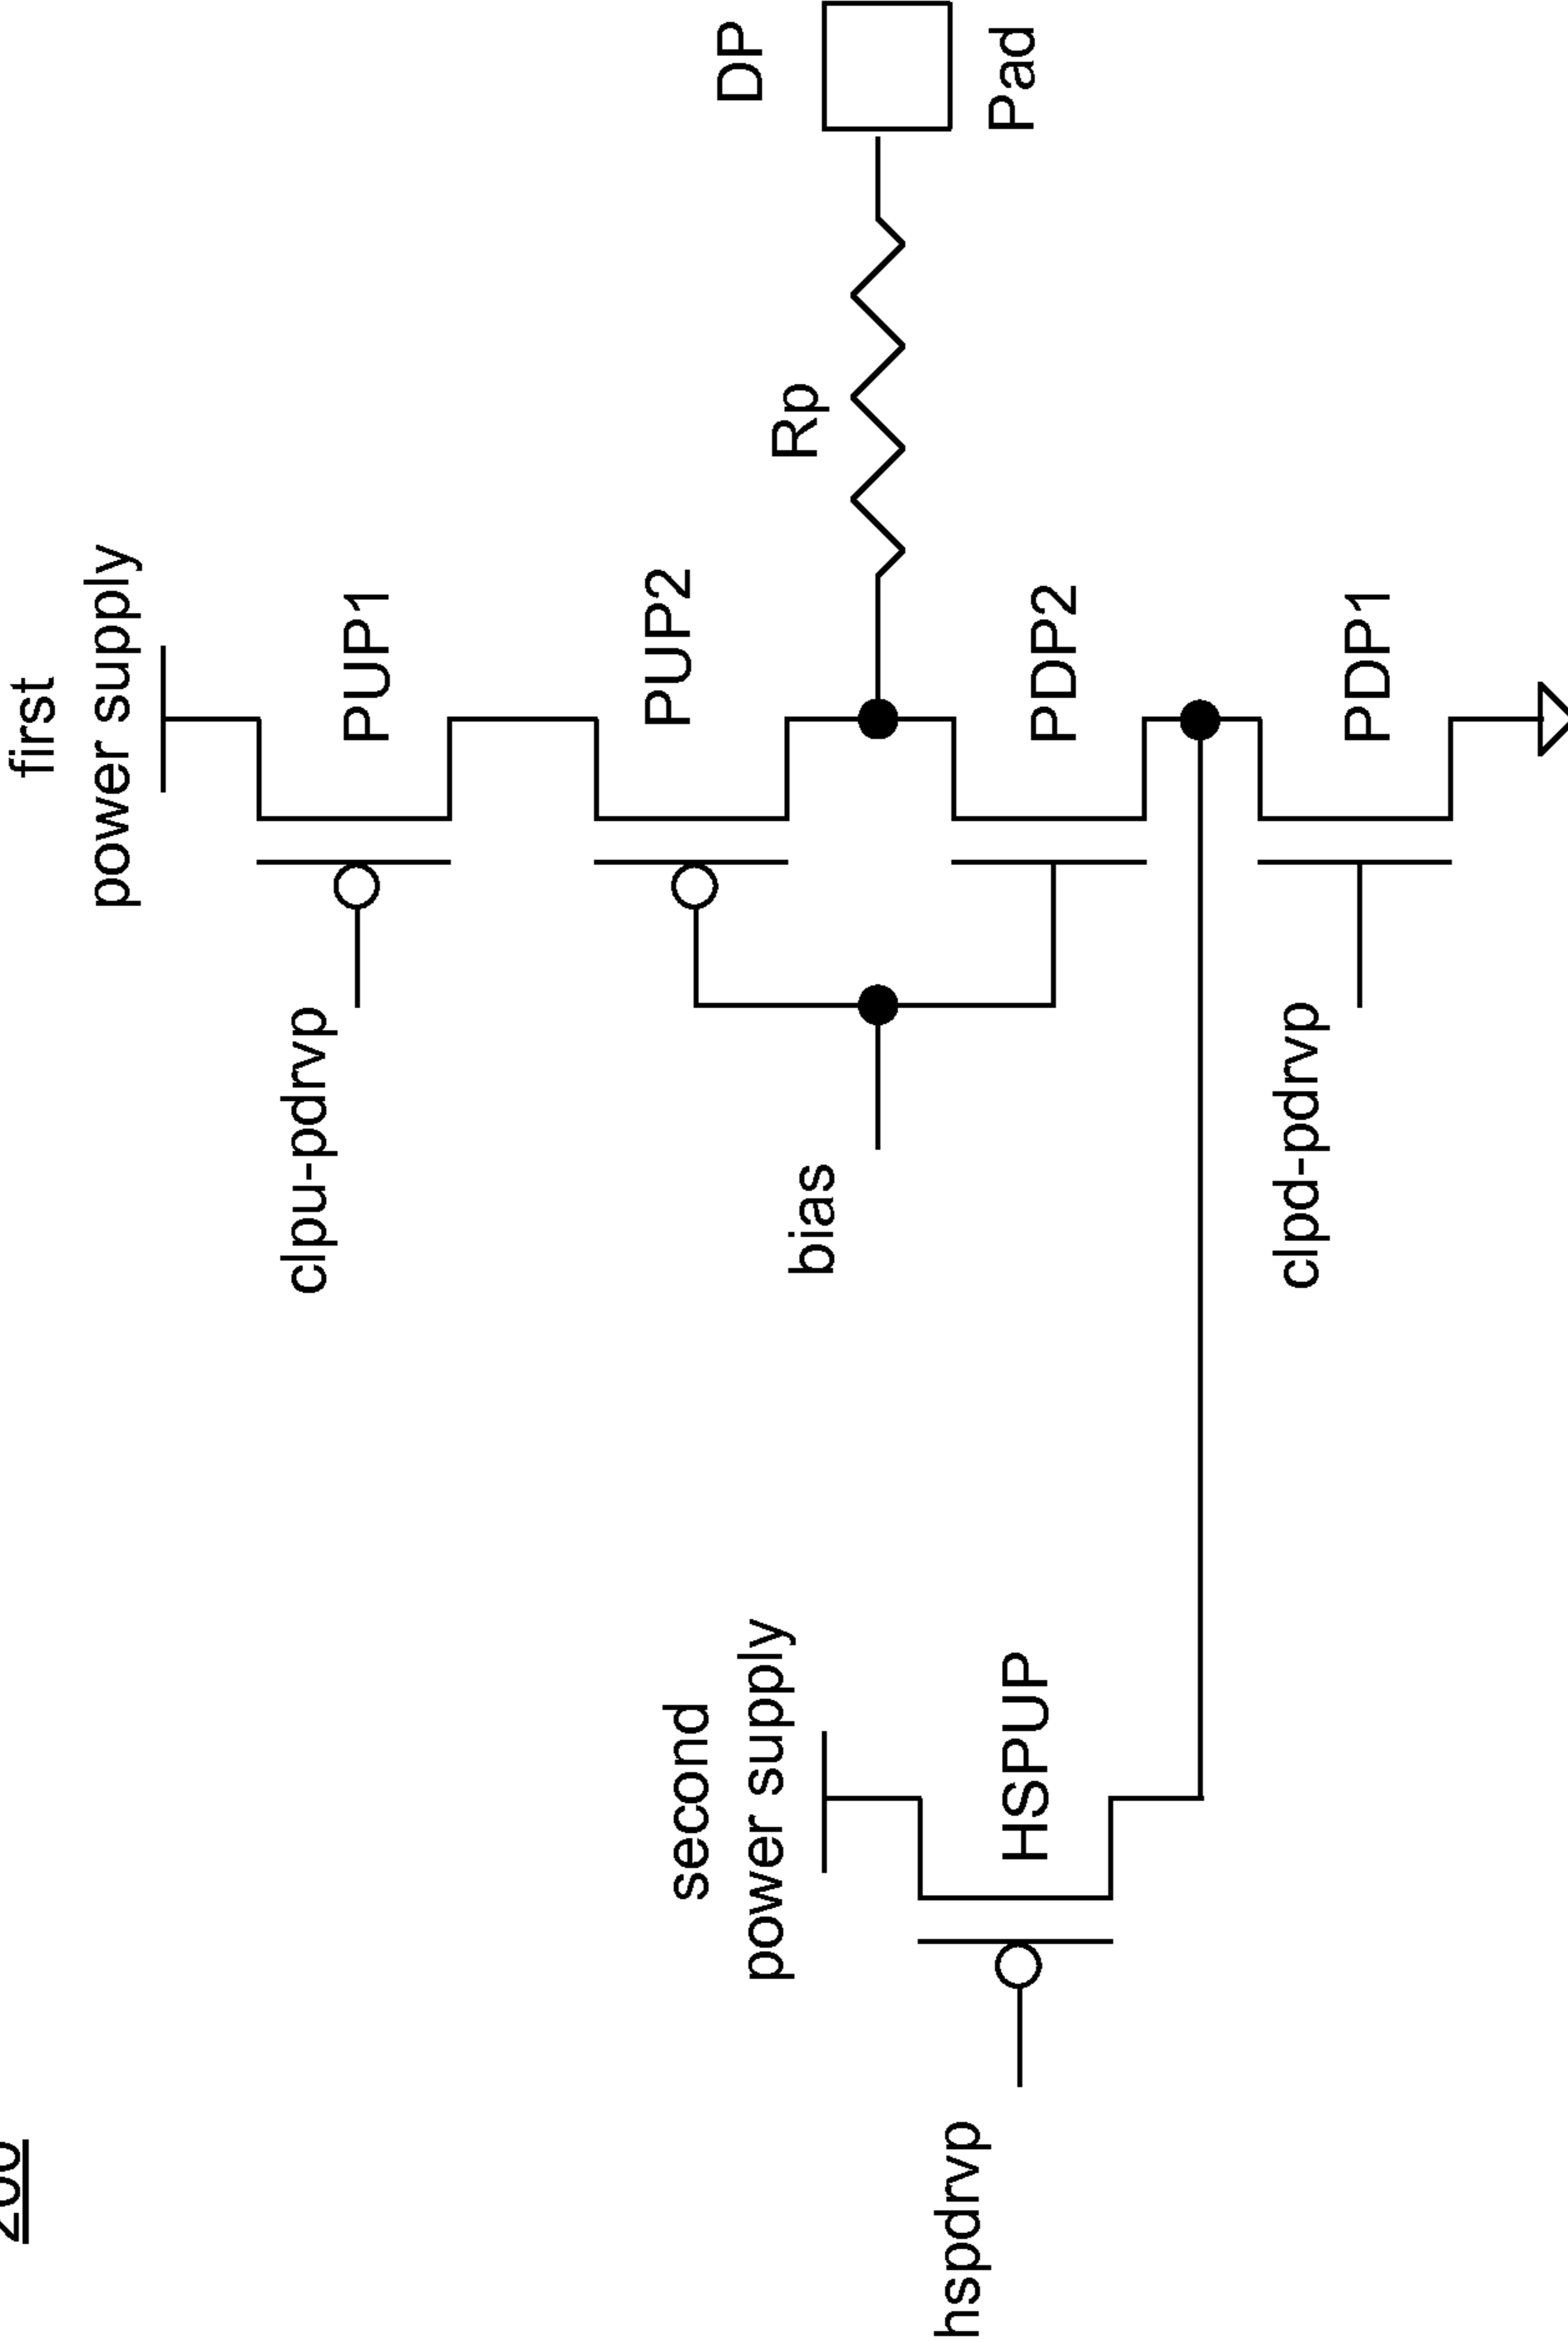 first
power supply
clpu-pdrvp
PUP1
PUP2
second
power supply
DP
Rp
bias
hspdrvp
Pad
HSPUP
PDP2
clpd-pdrvp
PDP1